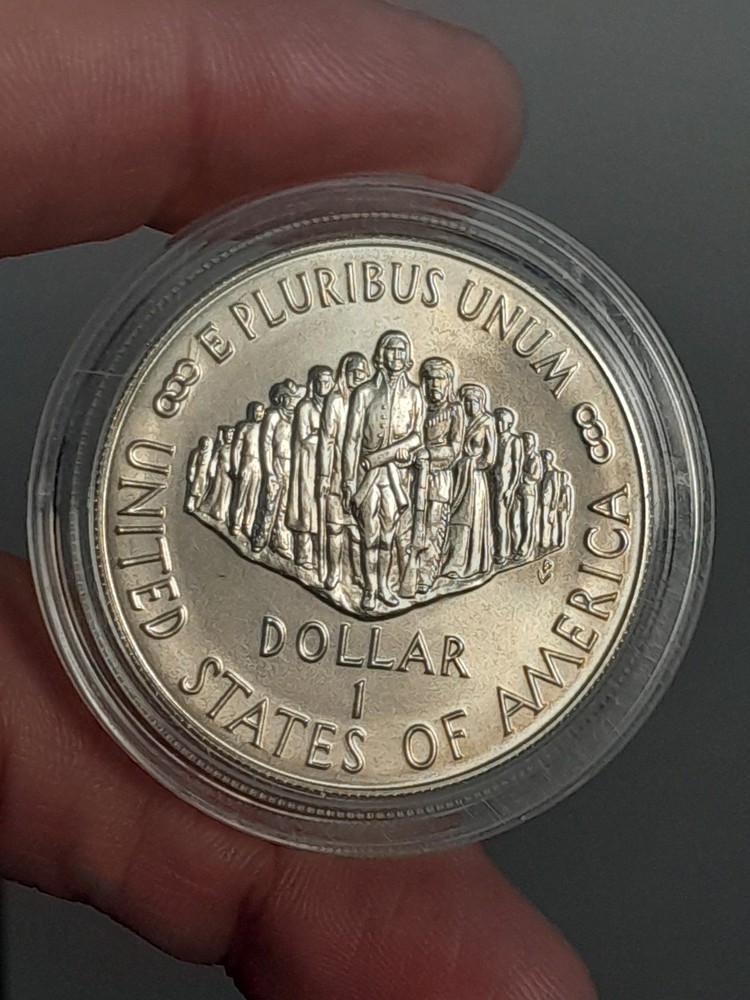 E PLURIBUS UNUM
DOLLAR
1
UNITED STATES OF AMERICA